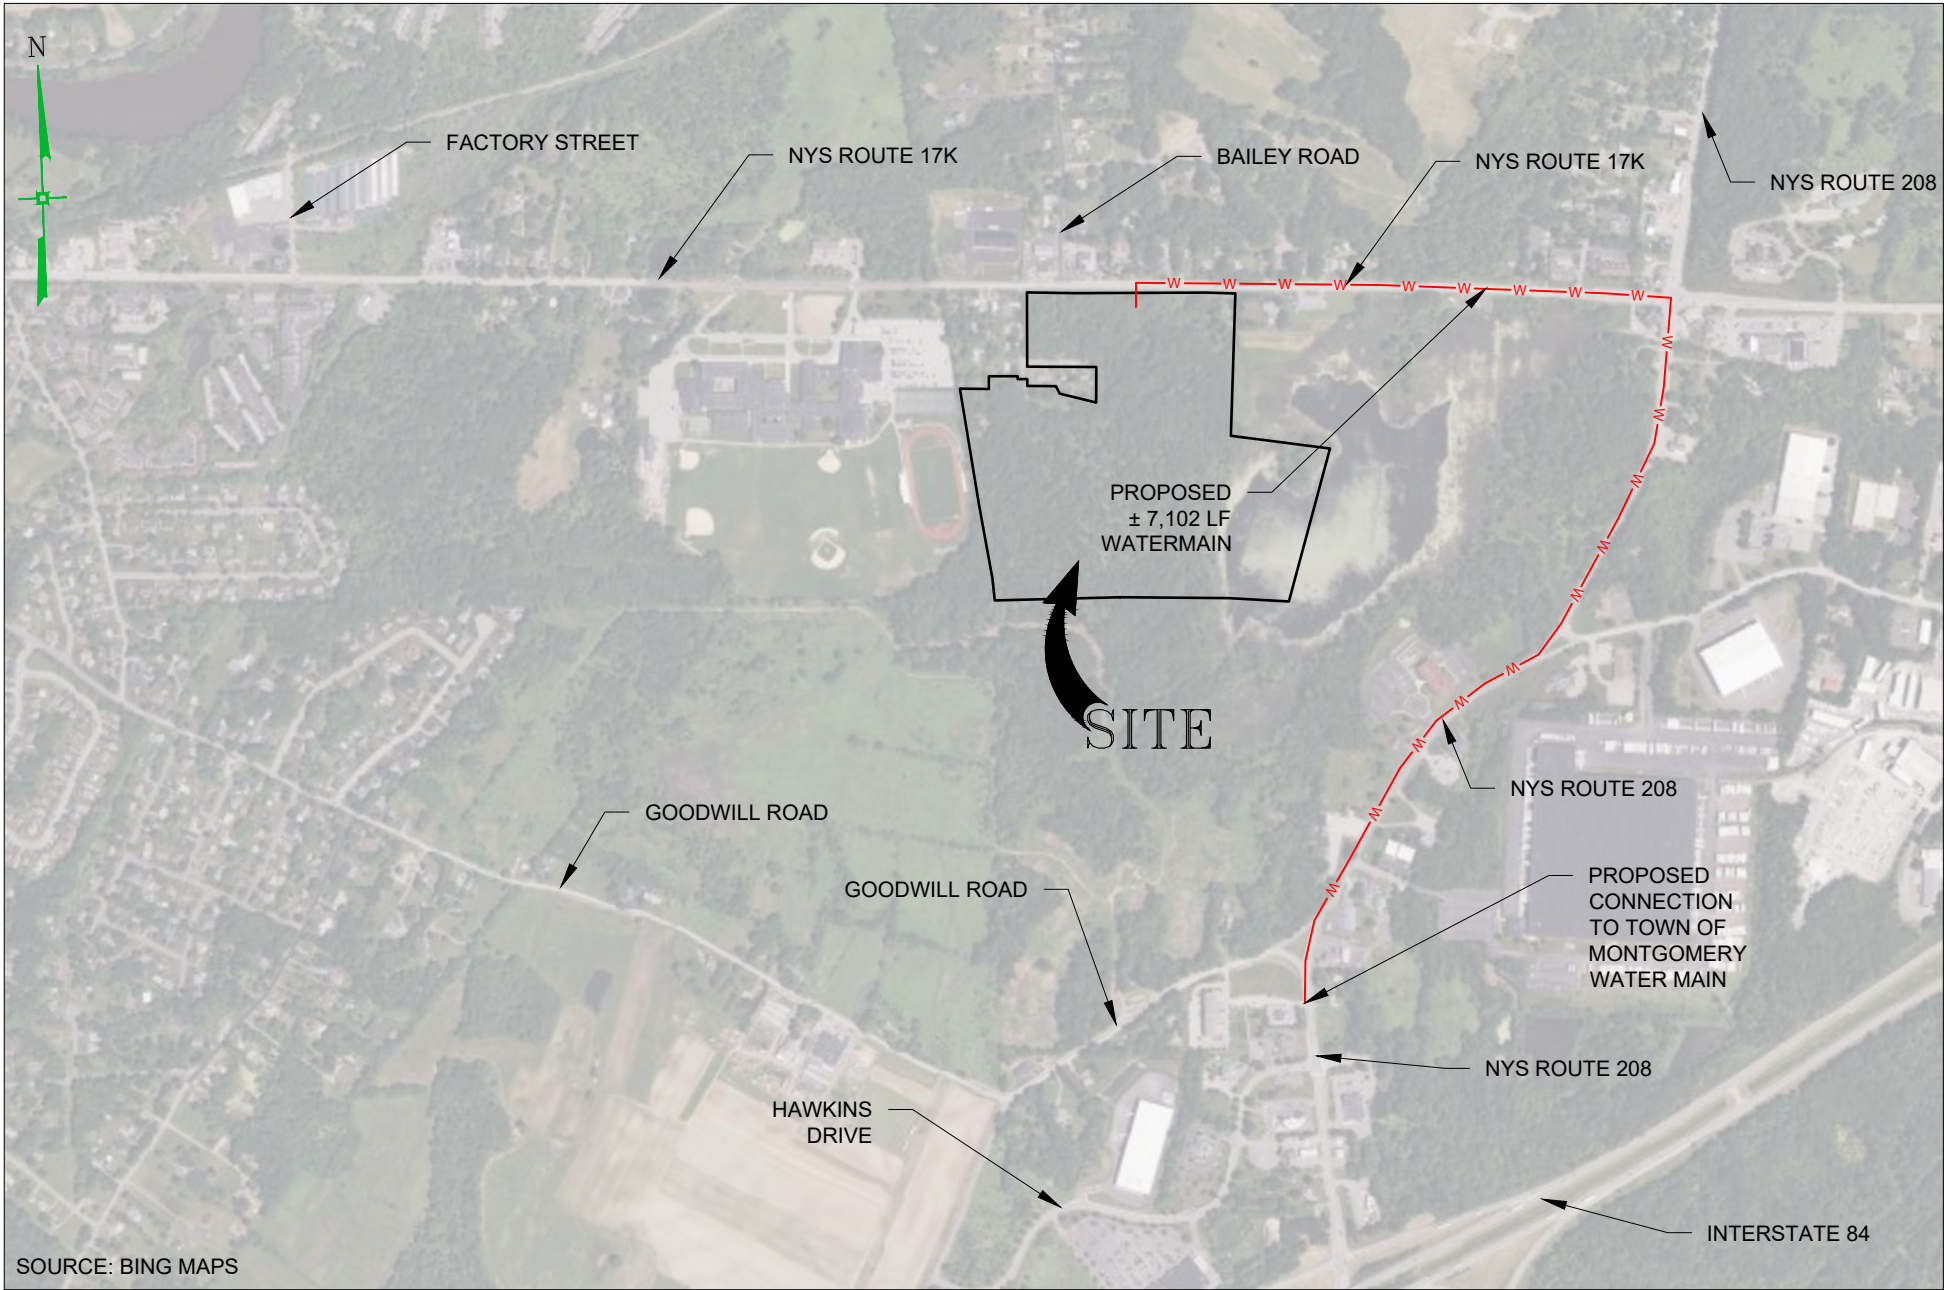 N
FACTORY STREET
NYS ROUTE 17K
BAILEY ROAD
NYS ROUTE 17K
NYS ROUTE 208
W W W W W W W W W
W
W
W
W
W
W
W
W
W
W
PROPOSED
± 7,102 LF
WATERMAIN
SITE
NYS ROUTE 208
GOODWILL ROAD
GOODWILL ROAD
PROPOSED
CONNECTION
TO TOWN OF
MONTGOMERY
WATER MAIN
NYS ROUTE 208
HAWKINS
DRIVE
INTERSTATE 84
SOURCE: BING MAPS